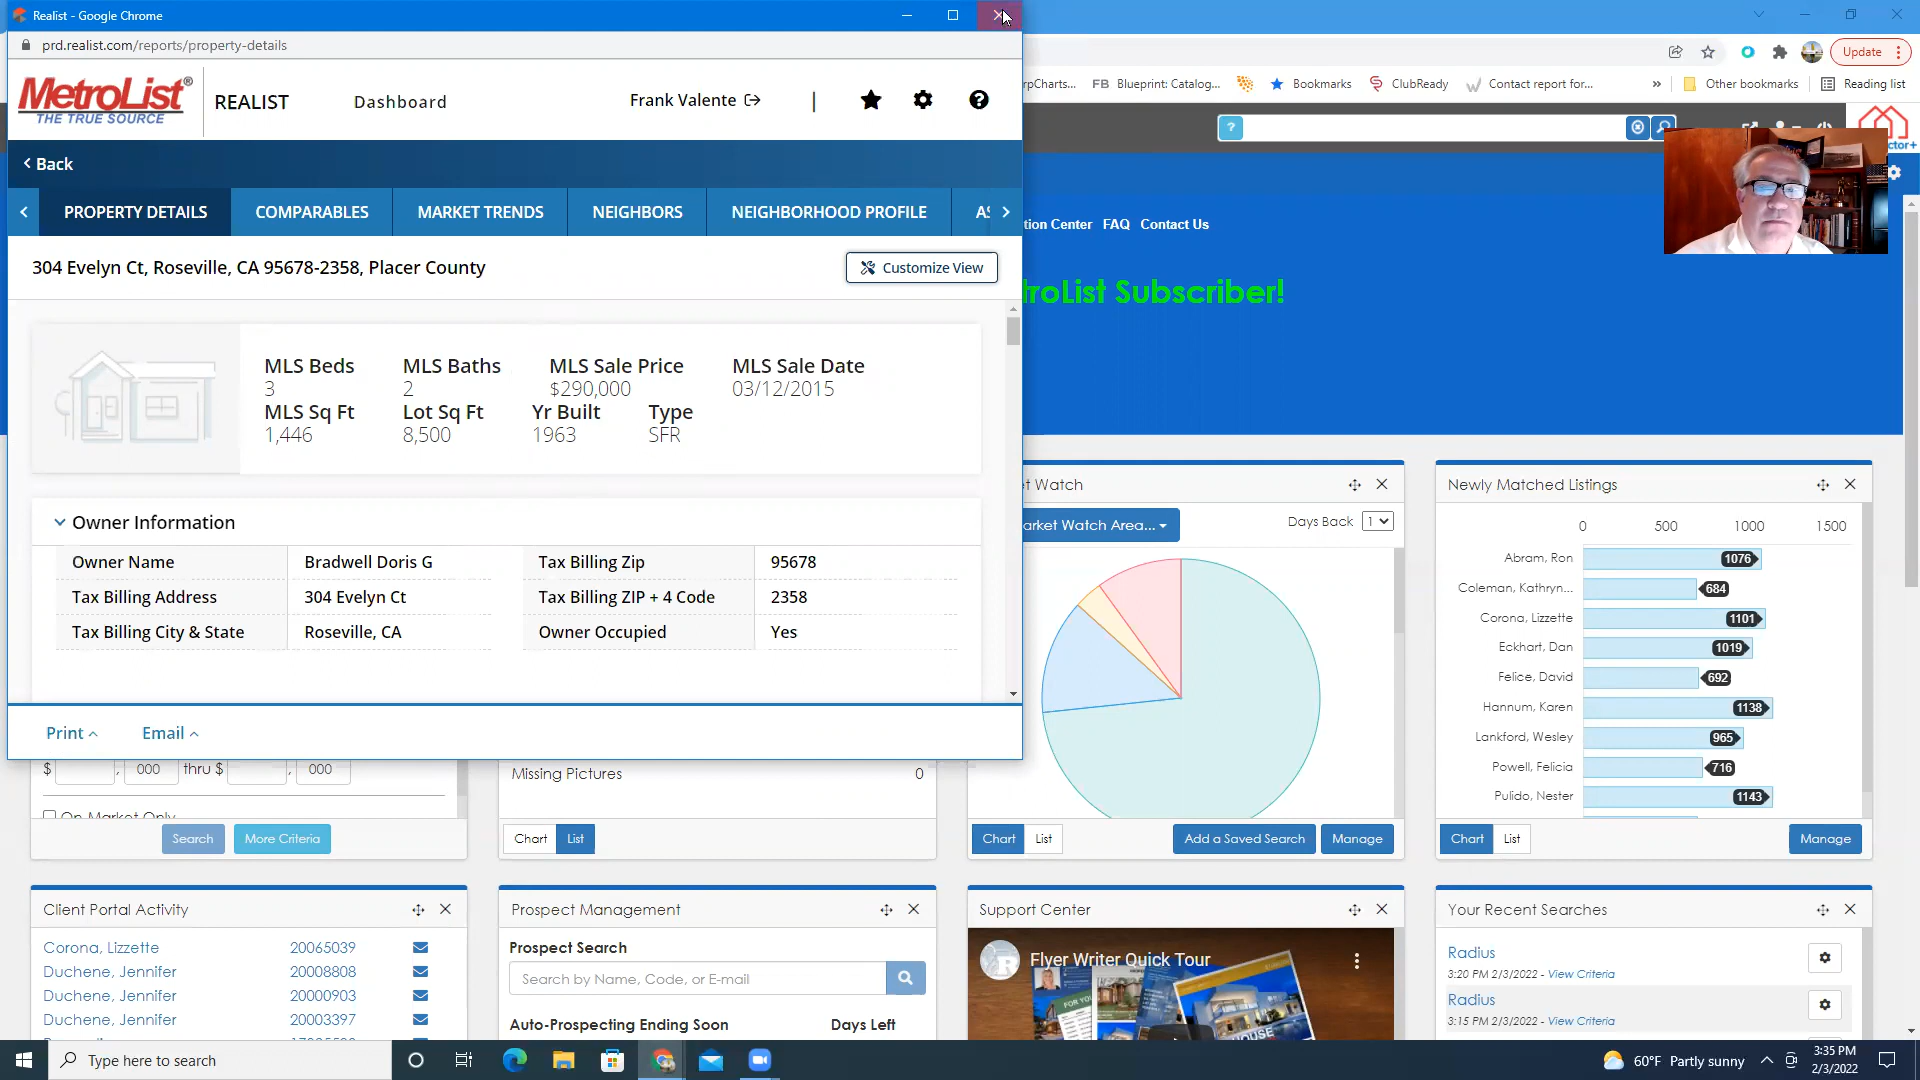 Realist - Google Chrome
prd.realist.com/reports/property-details
MetroList®
THE TRUE SOURCE
REALIST
Dashboard
Frank Valente
Back
PROPERTY DETAILS
COMPARABLES
MARKET TRENDS
NEIGHBORS
NEIGHBORHOOD PROFILE
304 Evelyn Ct, Roseville, CA 95678-2358, Placer County
Customize View
MLS Beds MLS Baths MLS Sale Price MLS Sale Date
3 2 $290,000 03/12/2015
MLS Sq Ft Lot Sq Ft Yr Built Type
1,446 8,500 1963 SFR
Owner Information
Owner Name Bradwell Doris G Tax Billing Zip 95678
Tax Billing Address 304 Evelyn Ct Tax Billing ZIP + 4 Code 2358
Tax Billing City & State Roseville, CA Owner Occupied Yes
Print Email
Update
rpCharts... FB Blueprint: Catalog... Bookmarks ClubReady Contact report for... » Other bookmarks Reading list
?
ctor+
tion Center FAQ Contact Us
troList Subscriber!
$ , 000 thru $ , 000
On-Market Only
Search More Criteria
Missing Pictures 0
Chart List
et Watch
arket Watch Area...
Days Back 1
Chart List Add a Saved Search Manage
Newly Matched Listings
0 500 1000 1500
Abram, Ron 1076
Coleman, Kathryn... 684
Corona, Lizzette 1101
Eckhart, Dan 1019
Felice, David 692
Hannum, Karen 1138
Lankford, Wesley 965
Powell, Felicia 716
Pulido, Nester 1143
Chart List Manage
Client Portal Activity
Corona, Lizzette 20065039
Duchene, Jennifer 20008808
Duchene, Jennifer 20000903
Duchene, Jennifer 20003397
Prospect Management
Prospect Search
Search by Name, Code, or E-mail
Auto-Prospecting Ending Soon Days Left
Support Center
Flyer Writer Quick Tour
FOR YOU
HOUSE
Your Recent Searches
Radius
3:20 PM 2/3/2022 - View Criteria
Radius
3:15 PM 2/3/2022 - View Criteria
Type here to search
60°F Partly sunny
3:35 PM
2/3/2022